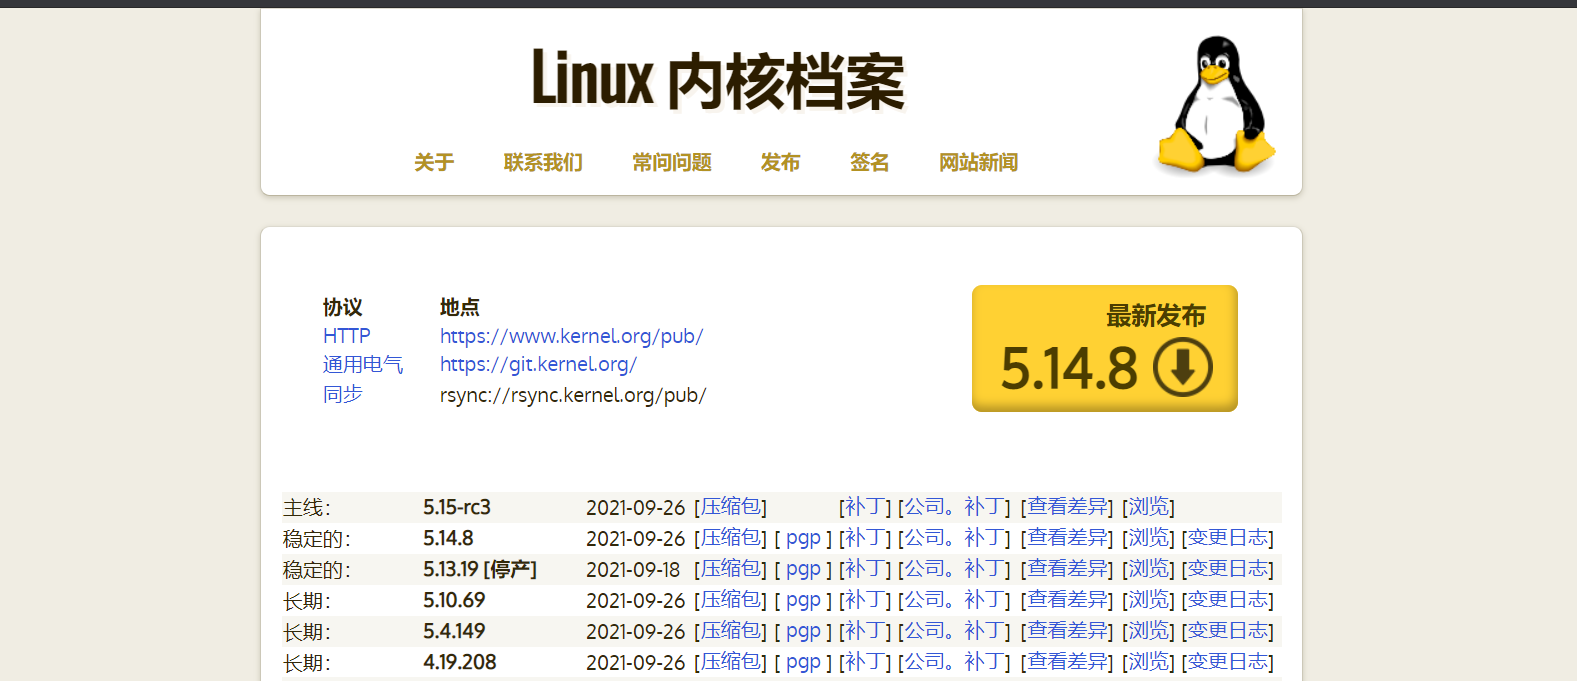 Linux 内核档案
关于 联系我们 常问问题 发布 签名 网站新闻
协议 地点
HTTP https://www.kernel.org/pub/
通用电气 https://git.kernel.org/
同步 rsync://rsync.kernel.org/pub/
最新发布
5.14.8
主线： 5.15-rc3 2021-09-26 [压缩包] [补丁] [公司。补丁] [查看差异] [浏览]
稳定的： 5.14.8 2021-09-26 [压缩包] [ pgp ] [补丁] [公司。补丁] [查看差异] [浏览] [变更日志]
稳定的： 5.13.19 [停产] 2021-09-18 [压缩包] [ pgp ] [补丁] [公司。补丁] [查看差异] [浏览] [变更日志]
长期： 5.10.69 2021-09-26 [压缩包] [ pgp ] [补丁] [公司。补丁] [查看差异] [浏览] [变更日志]
长期： 5.4.149 2021-09-26 [压缩包] [ pgp ] [补丁] [公司。补丁] [查看差异] [浏览] [变更日志]
长期： 4.19.208 2021-09-26 [压缩包] [ pgp ] [补丁] [公司。补丁] [查看差异] [浏览] [变更日志]